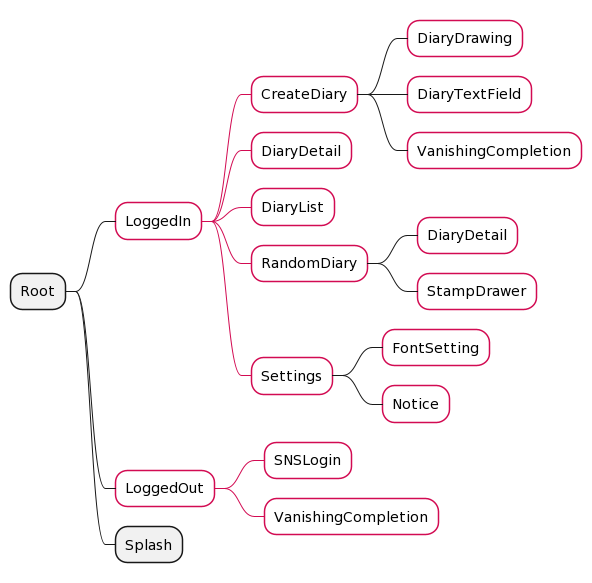 Root
LoggedIn
CreateDiary
DiaryDrawing
DiaryTextField
VanishingCompletion
DiaryDetail
DiaryList
RandomDiary
DiaryDetail
StampDrawer
Settings
FontSetting
Notice
LoggedOut
SNSLogin
VanishingCompletion
Splash